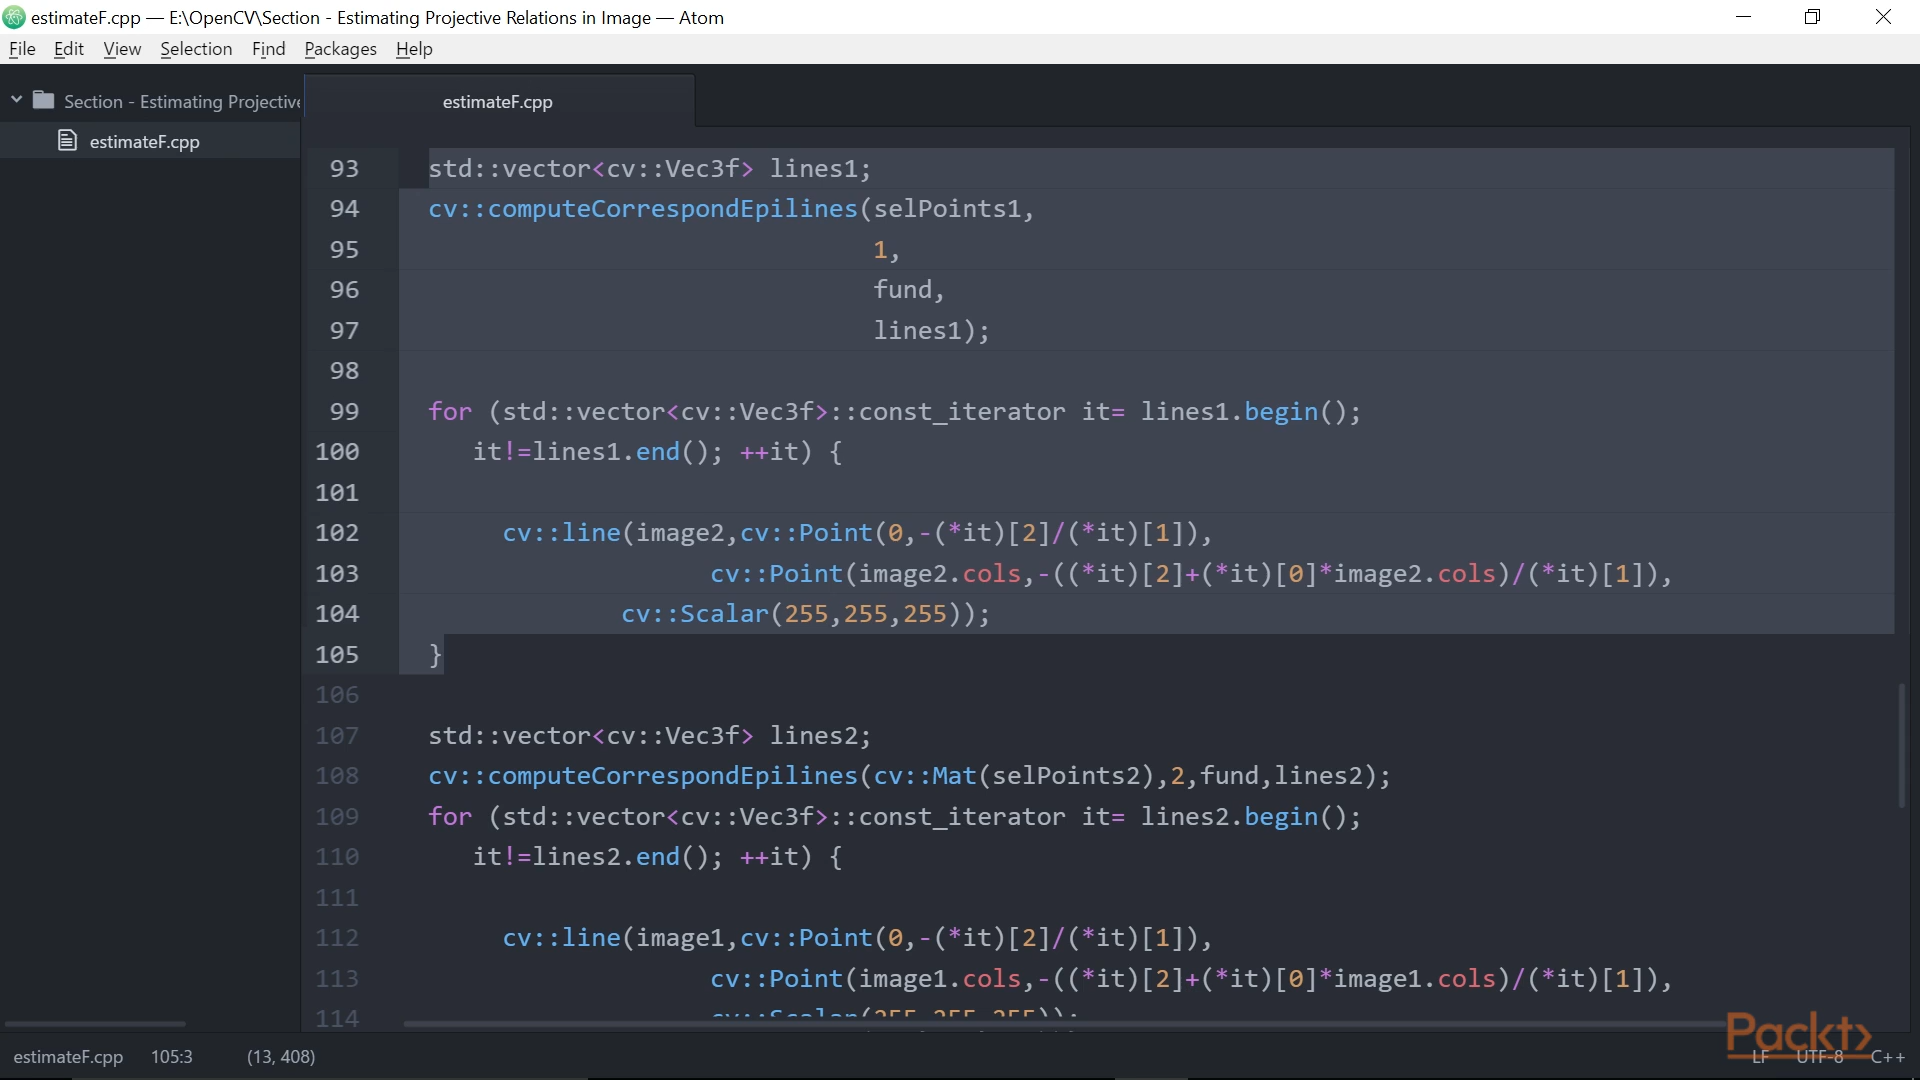 estimateF.cpp — E:\OpenCV\Section - Estimating Projective Relations in Image — Atom
File Edit View Selection Find Packages Help
Section - Estimating Projective
estimateF.cpp
estimateF.cpp
93 std::vector<cv::Vec3f> lines1;
94 cv::computeCorrespondEpilines(selPoints1,
95 1,
96 fund,
97 lines1);
98
99 for (std::vector<cv::Vec3f>::const_iterator it= lines1.begin();
100 it!=lines1.end(); ++it) {
101
102 cv::line(image2,cv::Point(0,-(*it)[2]/(*it)[1]),
103 cv::Point(image2.cols,-((*it)[2]+(*it)[0]*image2.cols)/(*it)[1]),
104 cv::Scalar(255,255,255));
105 }
106
107 std::vector<cv::Vec3f> lines2;
108 cv::computeCorrespondEpilines(cv::Mat(selPoints2),2,fund,lines2);
109 for (std::vector<cv::Vec3f>::const_iterator it= lines2.begin();
110 it!=lines2.end(); ++it) {
111
112 cv::line(image1,cv::Point(0,-(*it)[2]/(*it)[1]),
113 cv::Point(image1.cols,-((*it)[2]+(*it)[0]*image1.cols)/(*it)[1]),
114 cv::Scalar(255,255,255));
Packt>
estimateF.cpp 105:3 (13, 408) LF UTF-8 C++